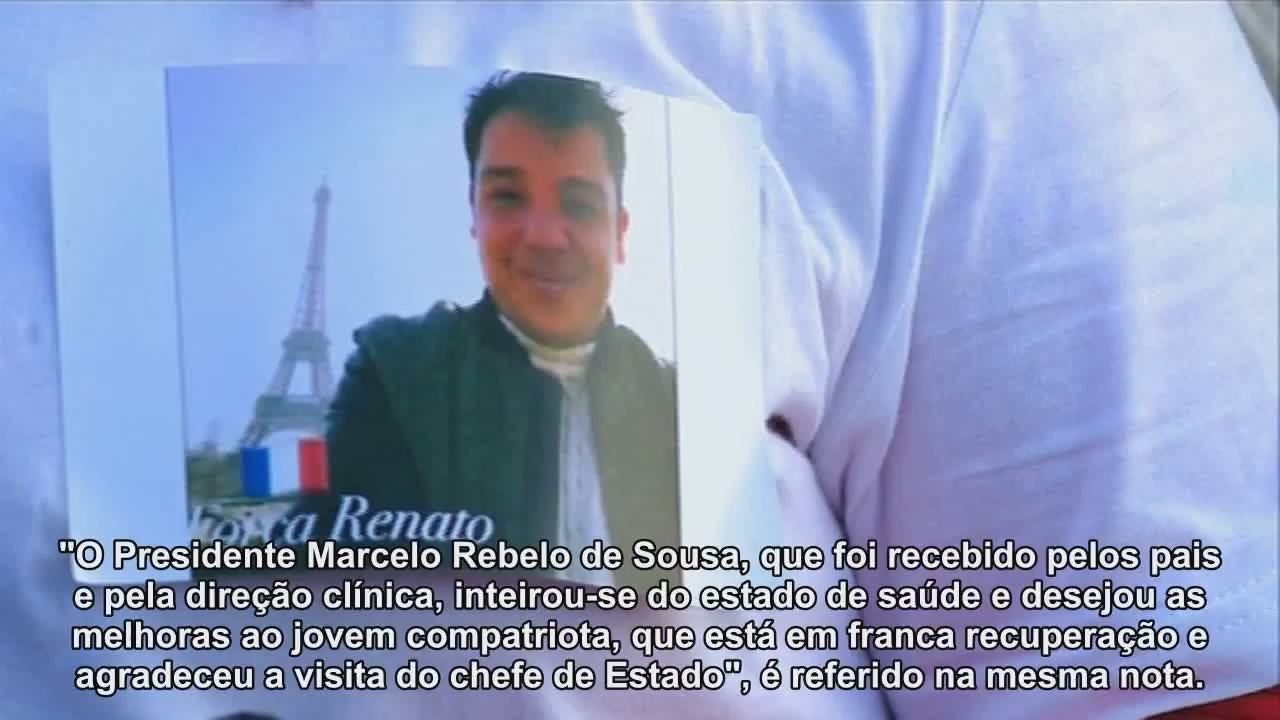 Força Renato
"O Presidente Marcelo Rebelo de Sousa, que foi recebido pelos pais
e pela direção clínica, inteirou-se do estado de saúde e desejou as
melhoras ao jovem compatriota, que está em franca recuperação e
agradeceu a visita do chefe de Estado", é referido na mesma nota.